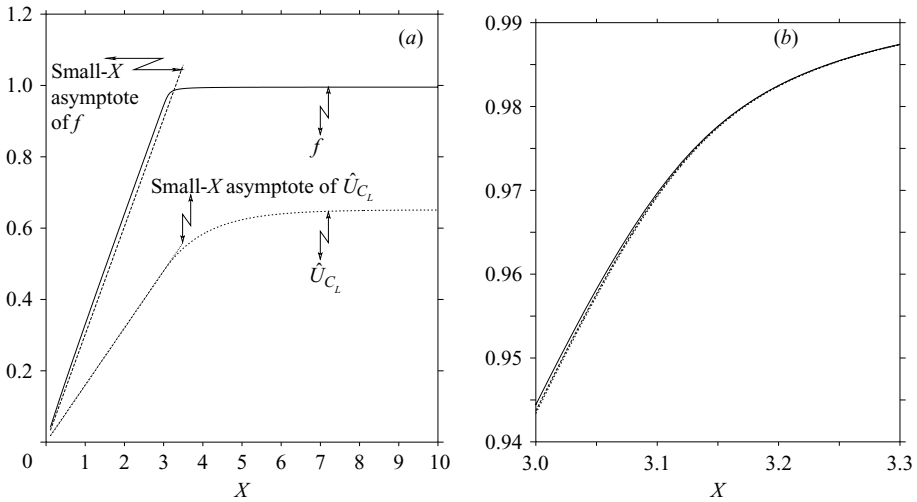 1.2
(a)
Small-X
asymptote
of f
1.0
f
0.8
Small-X asymptote of Û_{C_L}
0.6
Û_{C_L}
0.4
0.2
0 1 2 3 4 5 6 7 8 9 10
X
0.99
(b)
0.98
0.97
0.96
0.95
0.94
3.0 3.1 3.2 3.3
X